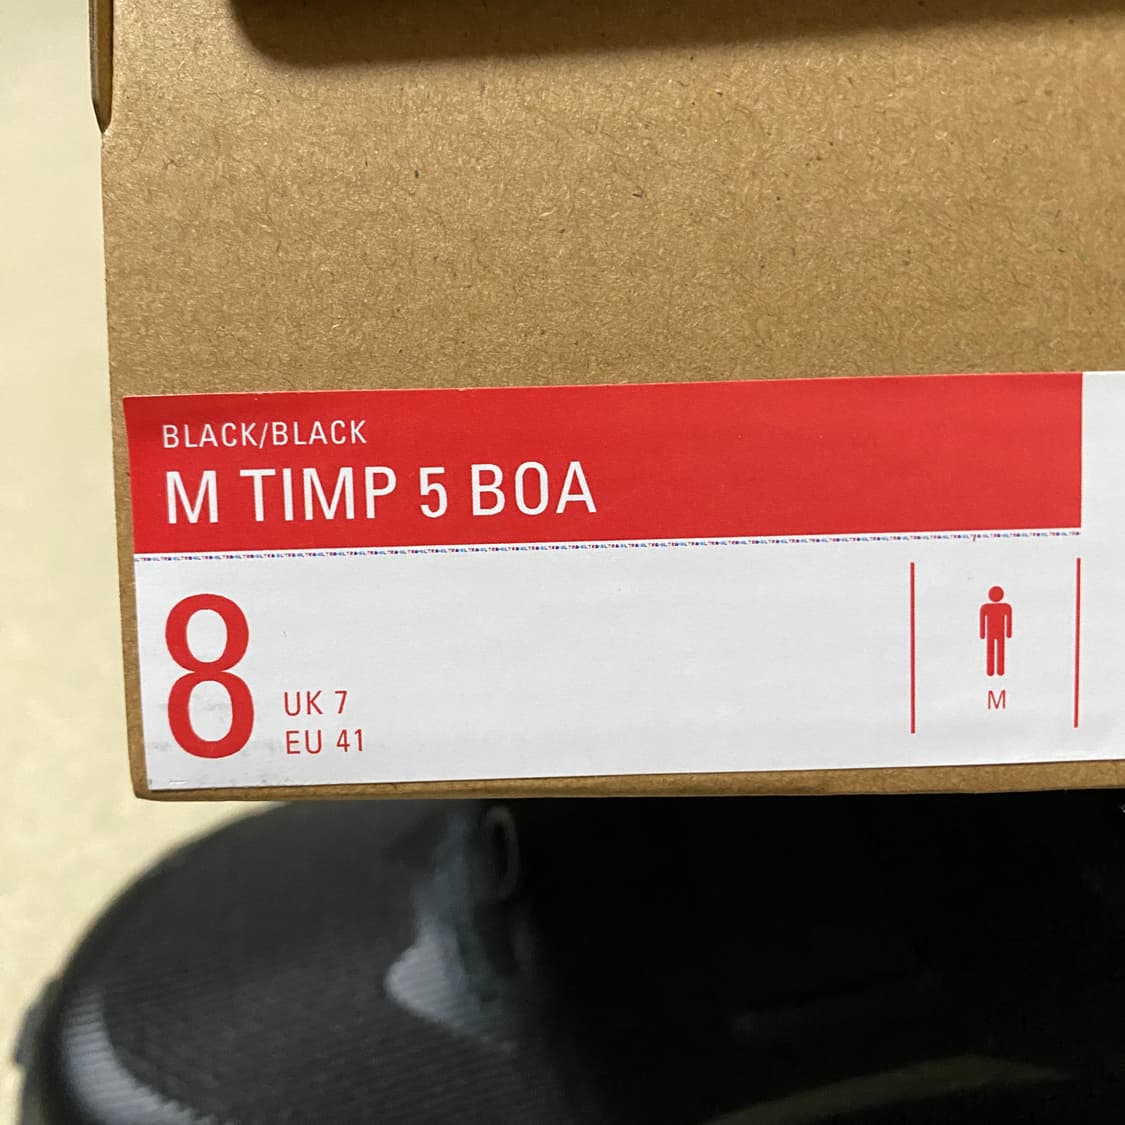 BLACK/BLACK
M TIMP 5 BOA
8
UK 7
EU 41
M